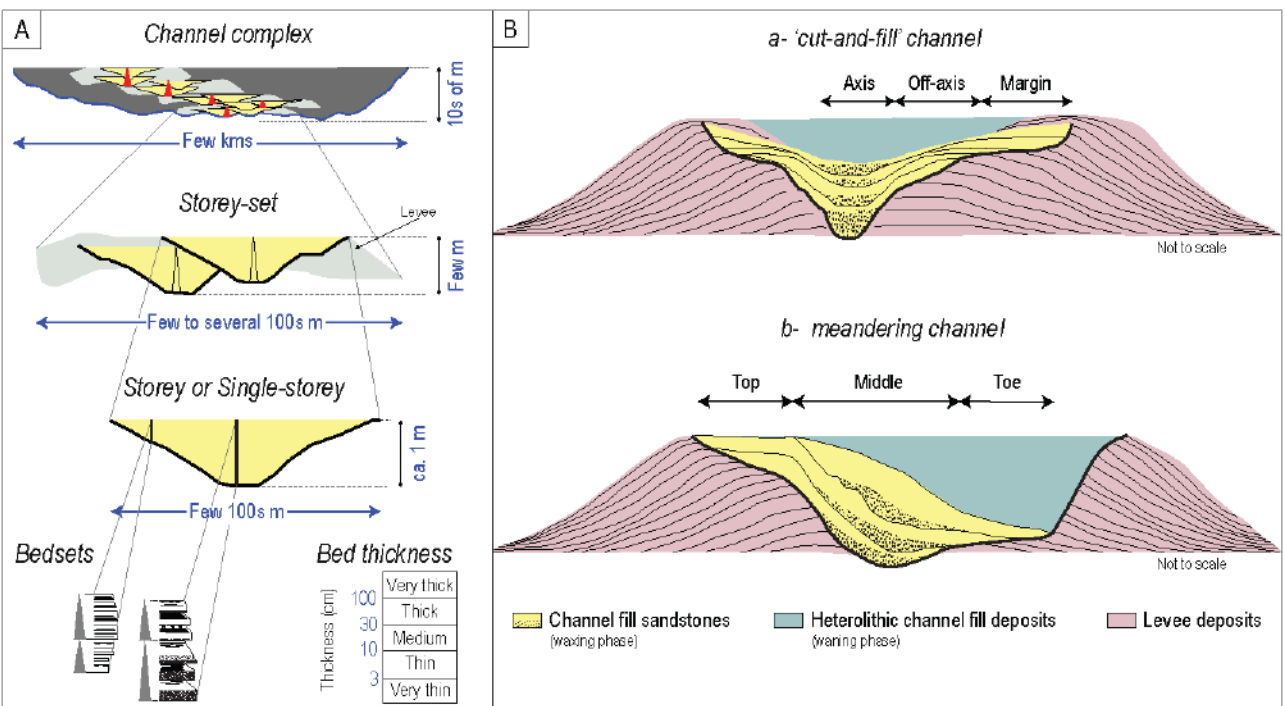 A
Channel complex
10s of m
Few kms
Storey-set
Levee
Few m
Few to several 100s m
Storey or Single-storey
ca. 1 m
Few 100s m
Bedsets
Bed thickness
Thickness (cm)
100
30
10
3
Very thick
Thick
Medium
Thin
Very thin
B
a- ‘cut-and-fill’ channel
Axis Off-axis Margin
Not to scale
b- meandering channel
Top Middle Toe
Not to scale
Channel fill sandstones
(waxing phase)
Heterolithic channel fill deposits
(waning phase)
Levee deposits